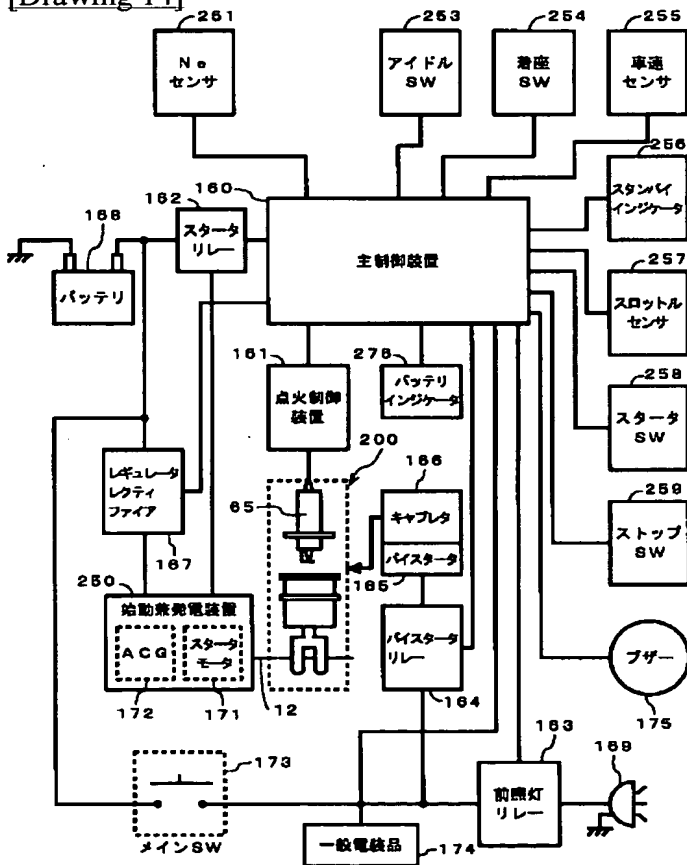 [Drawing 14]
251
253
254
255
Ne
センサ
アイドル
SW
着座
SW
車速
センサ
256
160
162
168
スタータ
リレー
スタンバイ
インジケータ
主制御装置
バッテリ
257
スロットル
センサ
161
276
点火制御
装置
バッテリ
インジケータ
258
スタータ
SW
200
166
レギュレータ
レクティ
ファイア
65
キャブレタ
バイスタータ
165
259
ストップ
SW
167
250
始動兼発電装置
ACG
スタータ
モータ
バイスタータ
リレー
ブザー
172
171
12
164
175
173
163
169
前照灯
リレー
メインSW
一般電装品
174